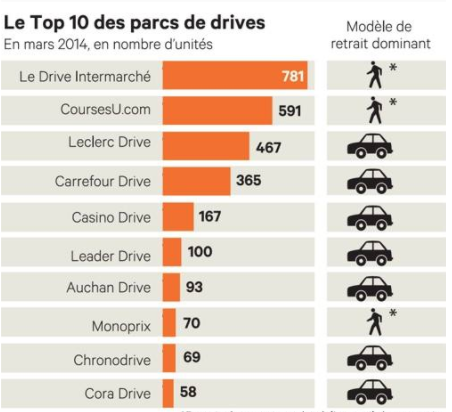 Le Top 10 des parcs de drives
En mars 2014, en nombre d'unités
Modèle de
retrait dominant
Le Drive Intermarché 781 *
CoursesU.com 591 *
Leclerc Drive 467
Carrefour Drive 365
Casino Drive 167
Leader Drive 100
Auchan Drive 93
Monoprix 70 *
Chronodrive 69
Cora Drive 58